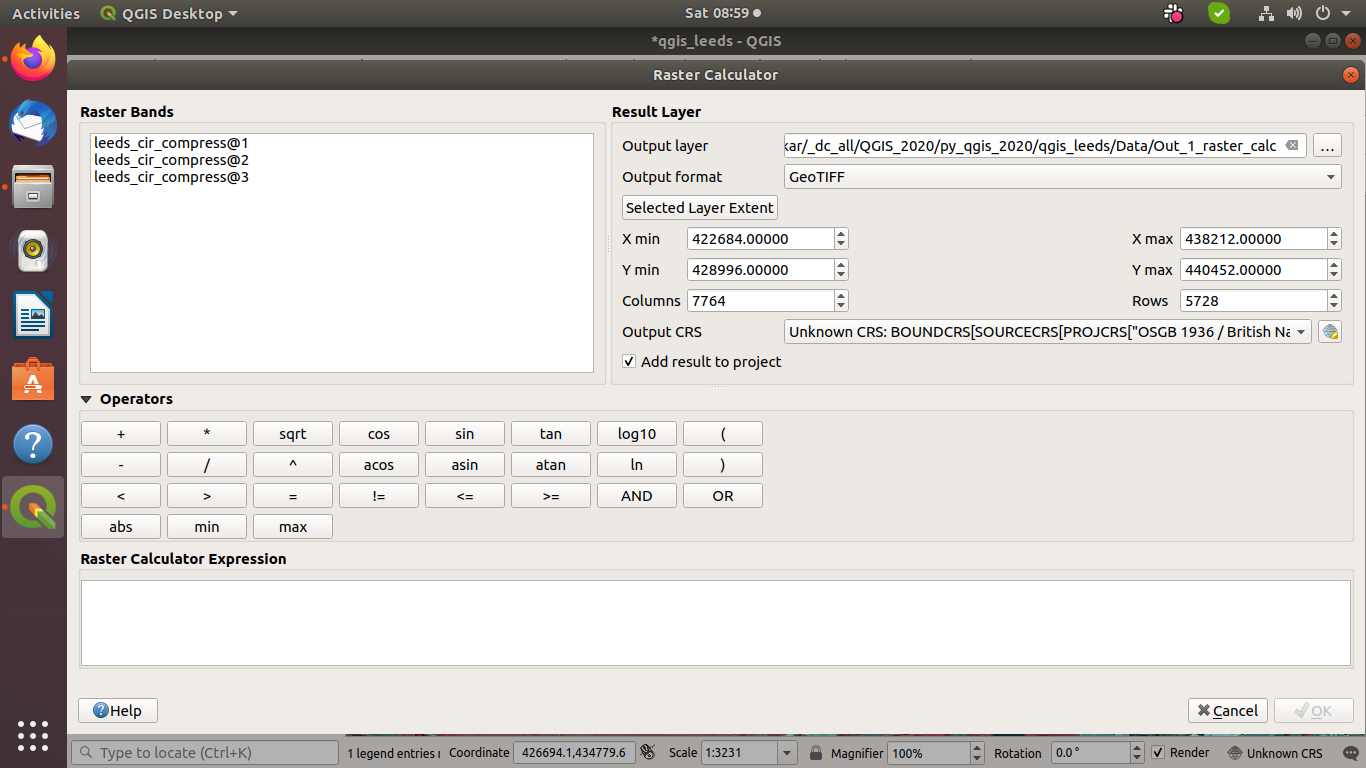 Activities
QGIS Desktop
Sat 08:59
*qgis_leeds - QGIS
Raster Calculator
Raster Bands
leeds_cir_compress@1
leeds_cir_compress@2
leeds_cir_compress@3
Result Layer
Output layer
kar/_dc_all/QGIS_2020/py_qgis_2020/qgis_leeds/Data/Out_1_raster_calc
...
Output format
GeoTIFF
Selected Layer Extent
X min 422684.00000
X max 438212.00000
Y min 428996.00000
Y max 440452.00000
Columns 7764
Rows 5728
Output CRS
Unknown CRS: BOUNDCRS[SOURCECRS[PROJCRS["OSGB 1936 / British Na
Add result to project
Operators
+ * sqrt cos sin tan log10 (
- / ^ acos asin atan ln )
< > = != <= >= AND OR
abs min max
Raster Calculator Expression
Help
Cancel
OK
Type to locate (Ctrl+K)
1 legend entries r
Coordinate 426694.1,434779.6
Scale 1:3231
Magnifier 100%
Rotation 0.0 °
Render
Unknown CRS